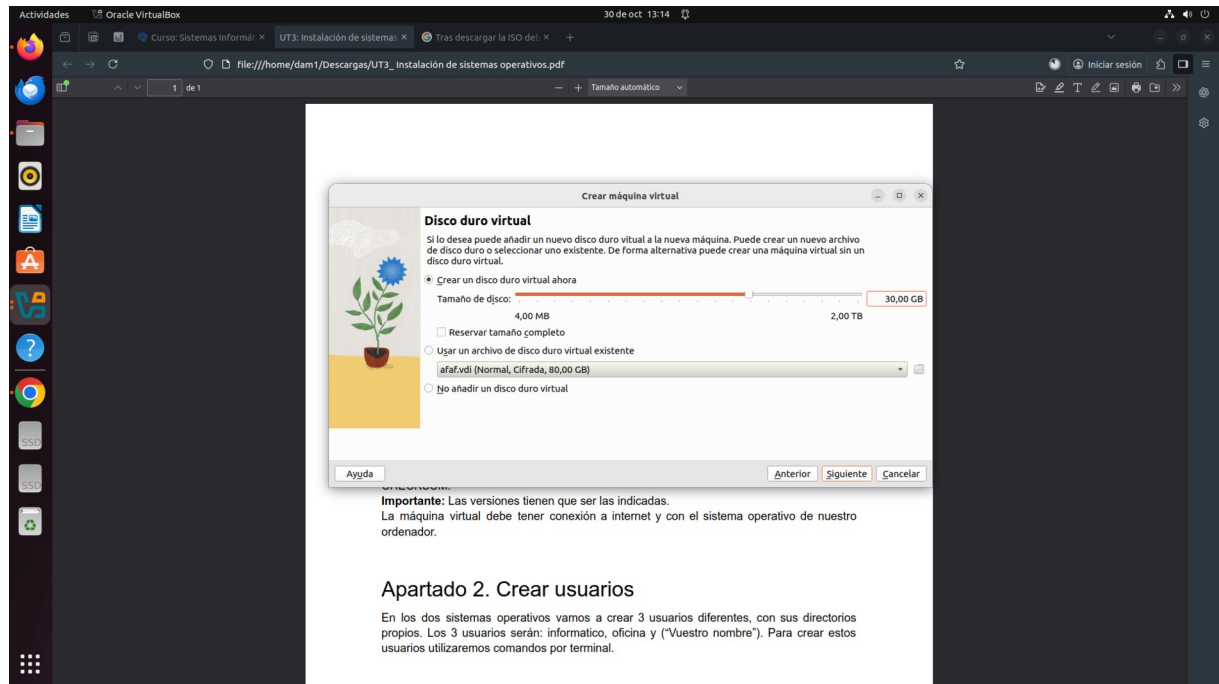 Actividades
Oracle VirtualBox
30 de oct 13:14
Curso: Sistemas Informát
UT3: Instalación de sistemas
Tras descargar la ISO del
file:///home/dam1/Descargas/UT3_ Instalación de sistemas operativos.pdf
Iniciar sesión
1 de 1
Tamaño automático
Crear máquina virtual
Disco duro virtual
Si lo desea puede añadir un nuevo disco duro vitual a la nueva máquina. Puede crear un nuevo archivo
de disco duro o seleccionar uno existente. De forma alternativa puede crear una máquina virtual sin un
disco duro virtual.
Crear un disco duro virtual ahora
Tamaño de disco:
30,00 GB
4,00 MB
2,00 TB
Reservar tamaño completo
Usar un archivo de disco duro virtual existente
afaf.vdi (Normal, Cifrada, 80,00 GB)
No añadir un disco duro virtual
Ayuda
Anterior
Siguiente
Cancelar
CHECKSUM.
Importante: Las versiones tienen que ser las indicadas.
La máquina virtual debe tener conexión a internet y con el sistema operativo de nuestro
ordenador.
Apartado 2. Crear usuarios
En los dos sistemas operativos vamos a crear 3 usuarios diferentes, con sus directorios
propios. Los 3 usuarios serán: informatico, oficina y (“Vuestro nombre”). Para crear estos
usuarios utilizaremos comandos por terminal.
SSD
SSD